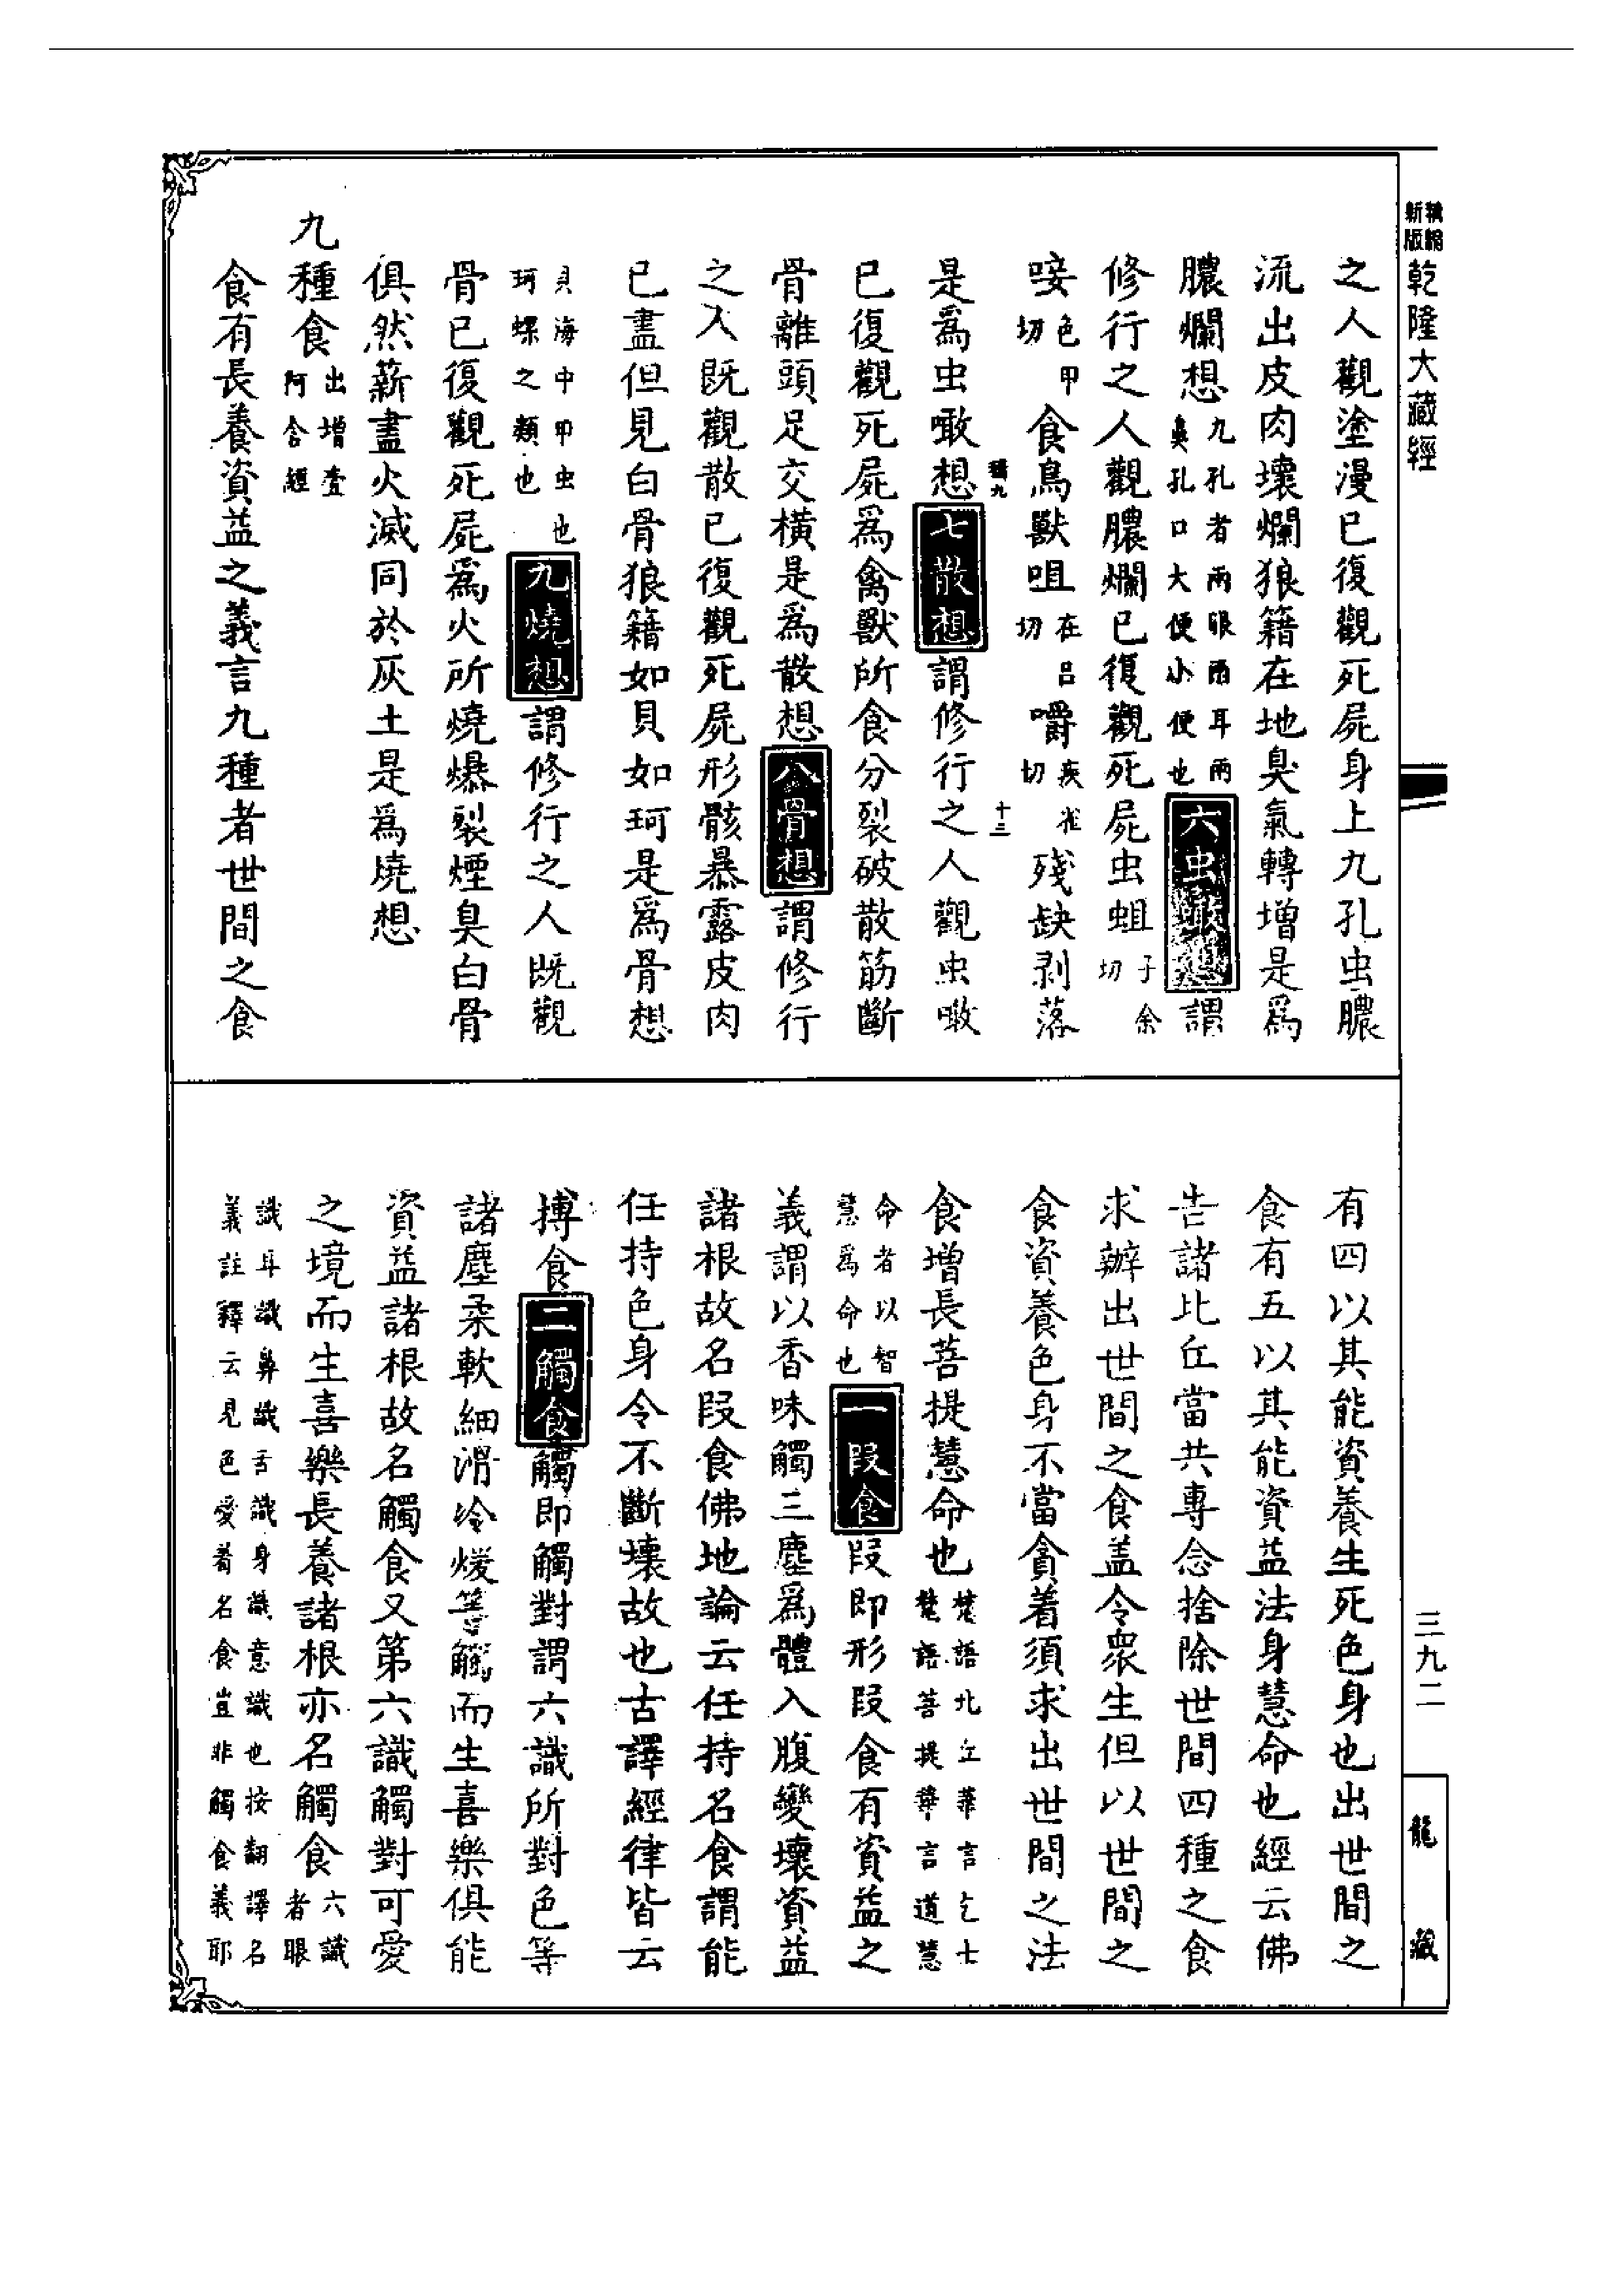 新版精縮
乾隆大藏經
之人觀塗漫已復觀死屍身上九孔虫膿
流出皮肉壞爛狼籍在地臭氣轉增是爲
膿爛想九孔者兩眼兩耳兩鼻孔口大便小便也六虫噉想謂
修行之人觀膿爛已復觀死屍虫蛆子余切
唼色甲切食鳥獸咀在呂切嚼疾雀切殘缺剥落
是爲虫噉想七散想謂修行之人觀虫噉
已復觀死屍爲禽獸所食分裂破散筋斷
骨離頭足交橫是爲散想八骨想謂修行
之人既觀散已復觀死屍形骸暴露皮肉
已盡但見白骨狼籍如貝如珂是爲骨想
貝海中甲虫也珂螺之類也九燒想謂修行之人既觀
骨已復觀死屍爲火所燒爆裂煙臭白骨
俱然薪盡火滅同於灰土是爲燒想
九種食出增壹阿含經
食有長養資益之義言九種者世間之食
十三
三九二
龍藏
有四以其能資養生死色身也出世間之
食有五以其能資益法身慧命也經云佛
告諸比丘當共專念捨除世間四種之食
求辦出世間之食盖令眾生但以世間之
食資養色身不當貪着須求出世間之法
食增長菩提慧命也梵語比丘華言乞士梵語菩提華言道慧
命者以智慧爲命也一段食段即形段食有資益之
義謂以香味觸三塵爲體入腹變壞資益
諸根故名段食佛地論云任持名食謂能
任持色身令不斷壞故也古譯經律皆云
摶食二觸食觸即觸對謂六識所對色等
諸塵柔軟細滑冷煖等觸而生喜樂俱能
資益諸根故名觸食又第六識觸對可愛
之境而生喜樂長養諸根亦名觸食六識者眼
識耳識鼻識舌識身識意識也按翻譯名義註釋云見色愛着名食豈非觸食義耶